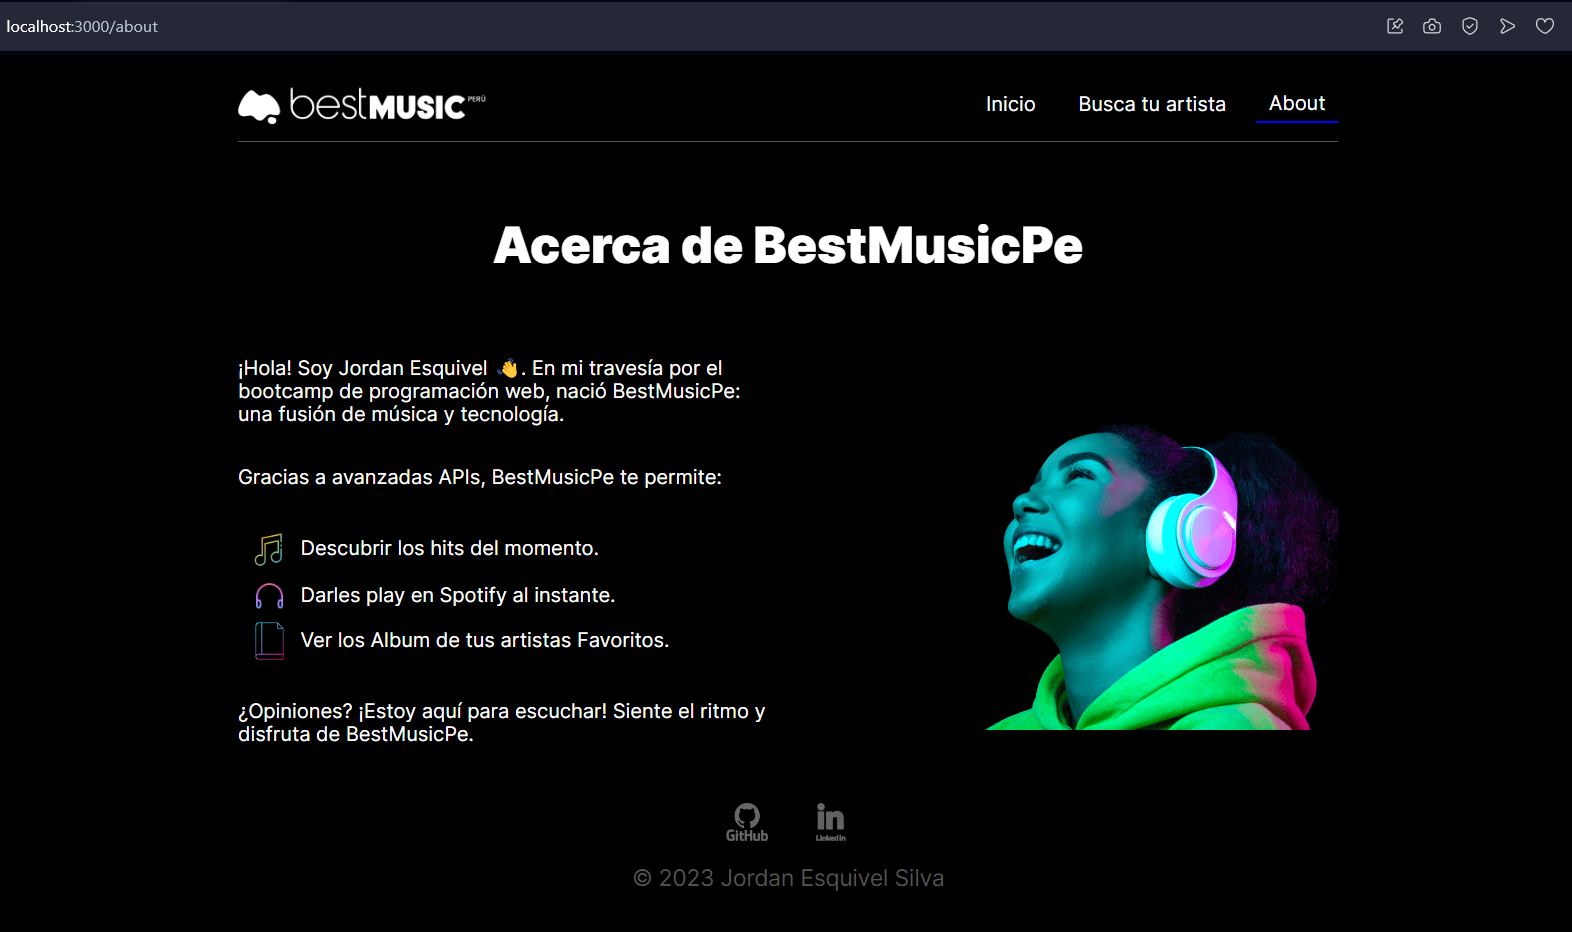 localhost:3000/about
bestMUSIC PERÚ
Inicio Busca tu artista About
Acerca de BestMusicPe
¡Hola! Soy Jordan Esquivel 👋. En mi travesía por el
bootcamp de programación web, nació BestMusicPe:
una fusión de música y tecnología.
Gracias a avanzadas APIs, BestMusicPe te permite:
Descubrir los hits del momento.
Darles play en Spotify al instante.
Ver los Album de tus artistas Favoritos.
¿Opiniones? ¡Estoy aquí para escuchar! Siente el ritmo y
disfruta de BestMusicPe.
GitHub
in
LinkedIn
© 2023 Jordan Esquivel Silva